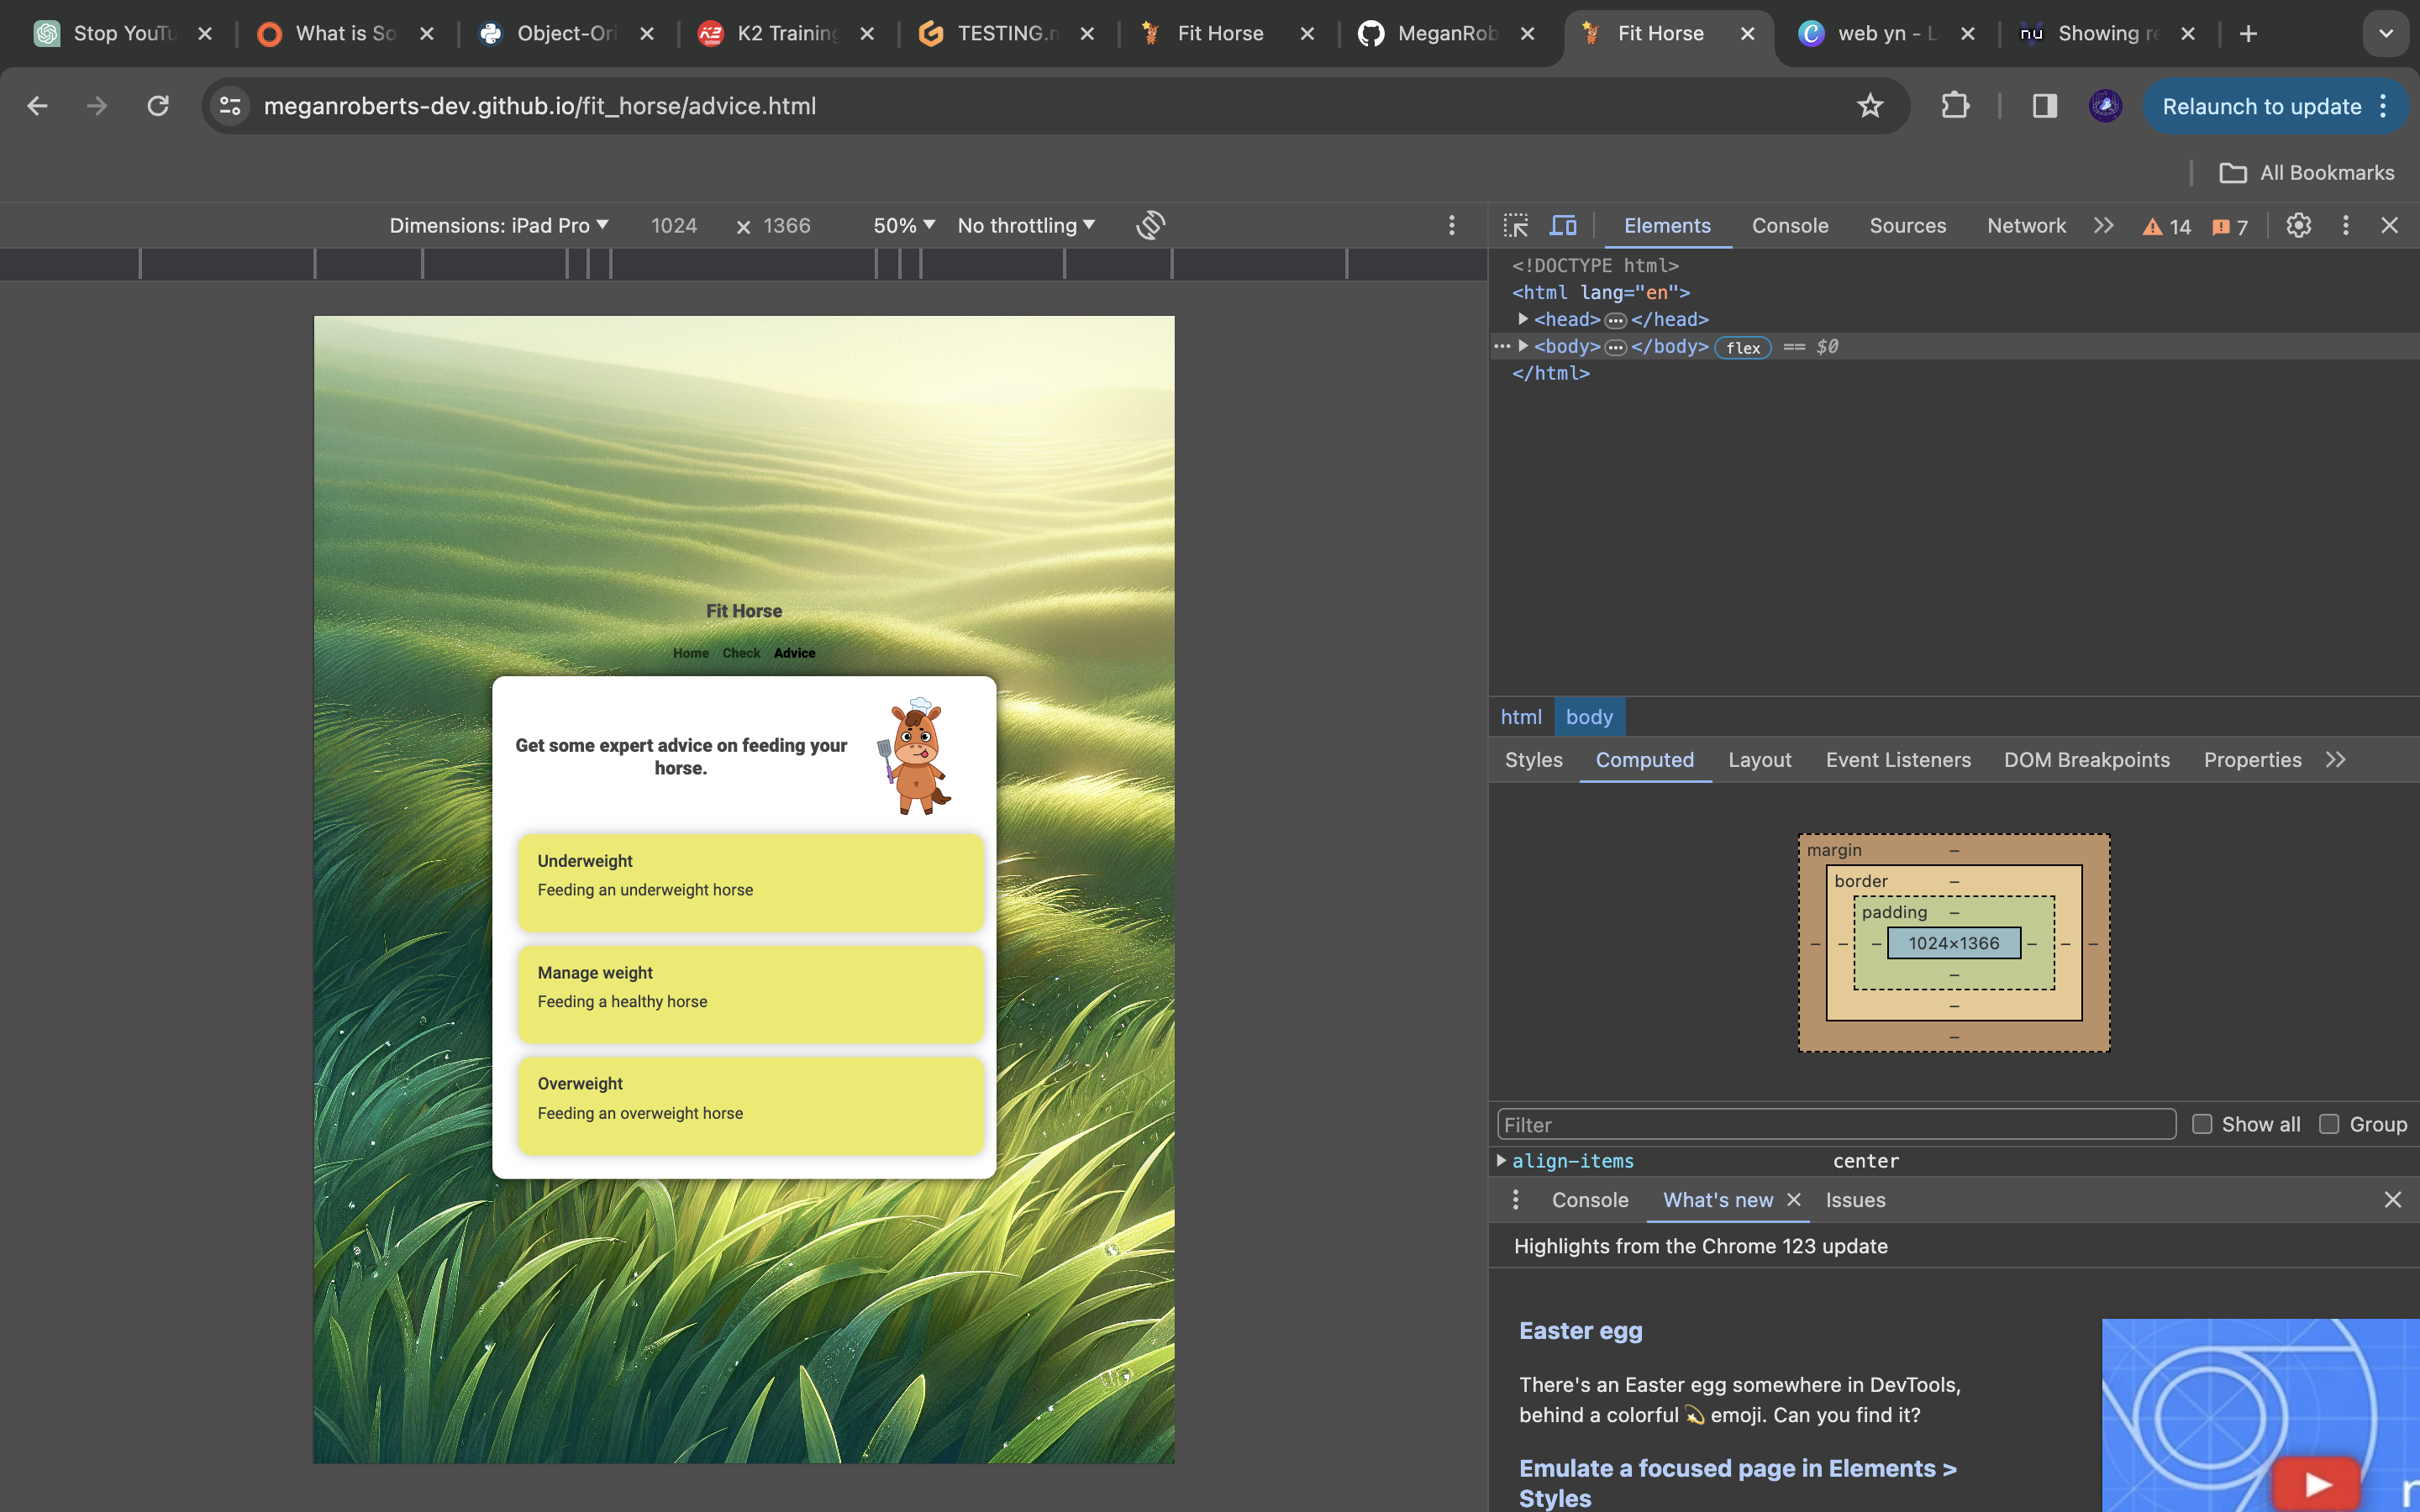 Stop YouTu
What is So
Object-Ori
K2 Training
TESTING.m
Fit Horse
MeganRob
Fit Horse
web yn - L
Showing re
meganroberts-dev.github.io/fit_horse/advice.html
Relaunch to update
All Bookmarks
Dimensions: iPad Pro 1024 × 1366 50% No throttling
Elements Console Sources Network 14 7
<!DOCTYPE html>
<html lang="en">
<head> ... </head>
... <body> ... </body> flex == $0
</html>
Fit Horse
Home Check Advice
Get some expert advice on feeding your
horse.
Underweight
Feeding an underweight horse
Manage weight
Feeding a healthy horse
Overweight
Feeding an overweight horse
html body
Styles Computed Layout Event Listeners DOM Breakpoints Properties
margin –
border –
padding –
– – – 1024×1366 – – –
–
–
–
Filter Show all Group
align-items center
Console What's new Issues
Highlights from the Chrome 123 update
Easter egg
There's an Easter egg somewhere in DevTools,
behind a colorful 💫 emoji. Can you find it?
Emulate a focused page in Elements >
Styles